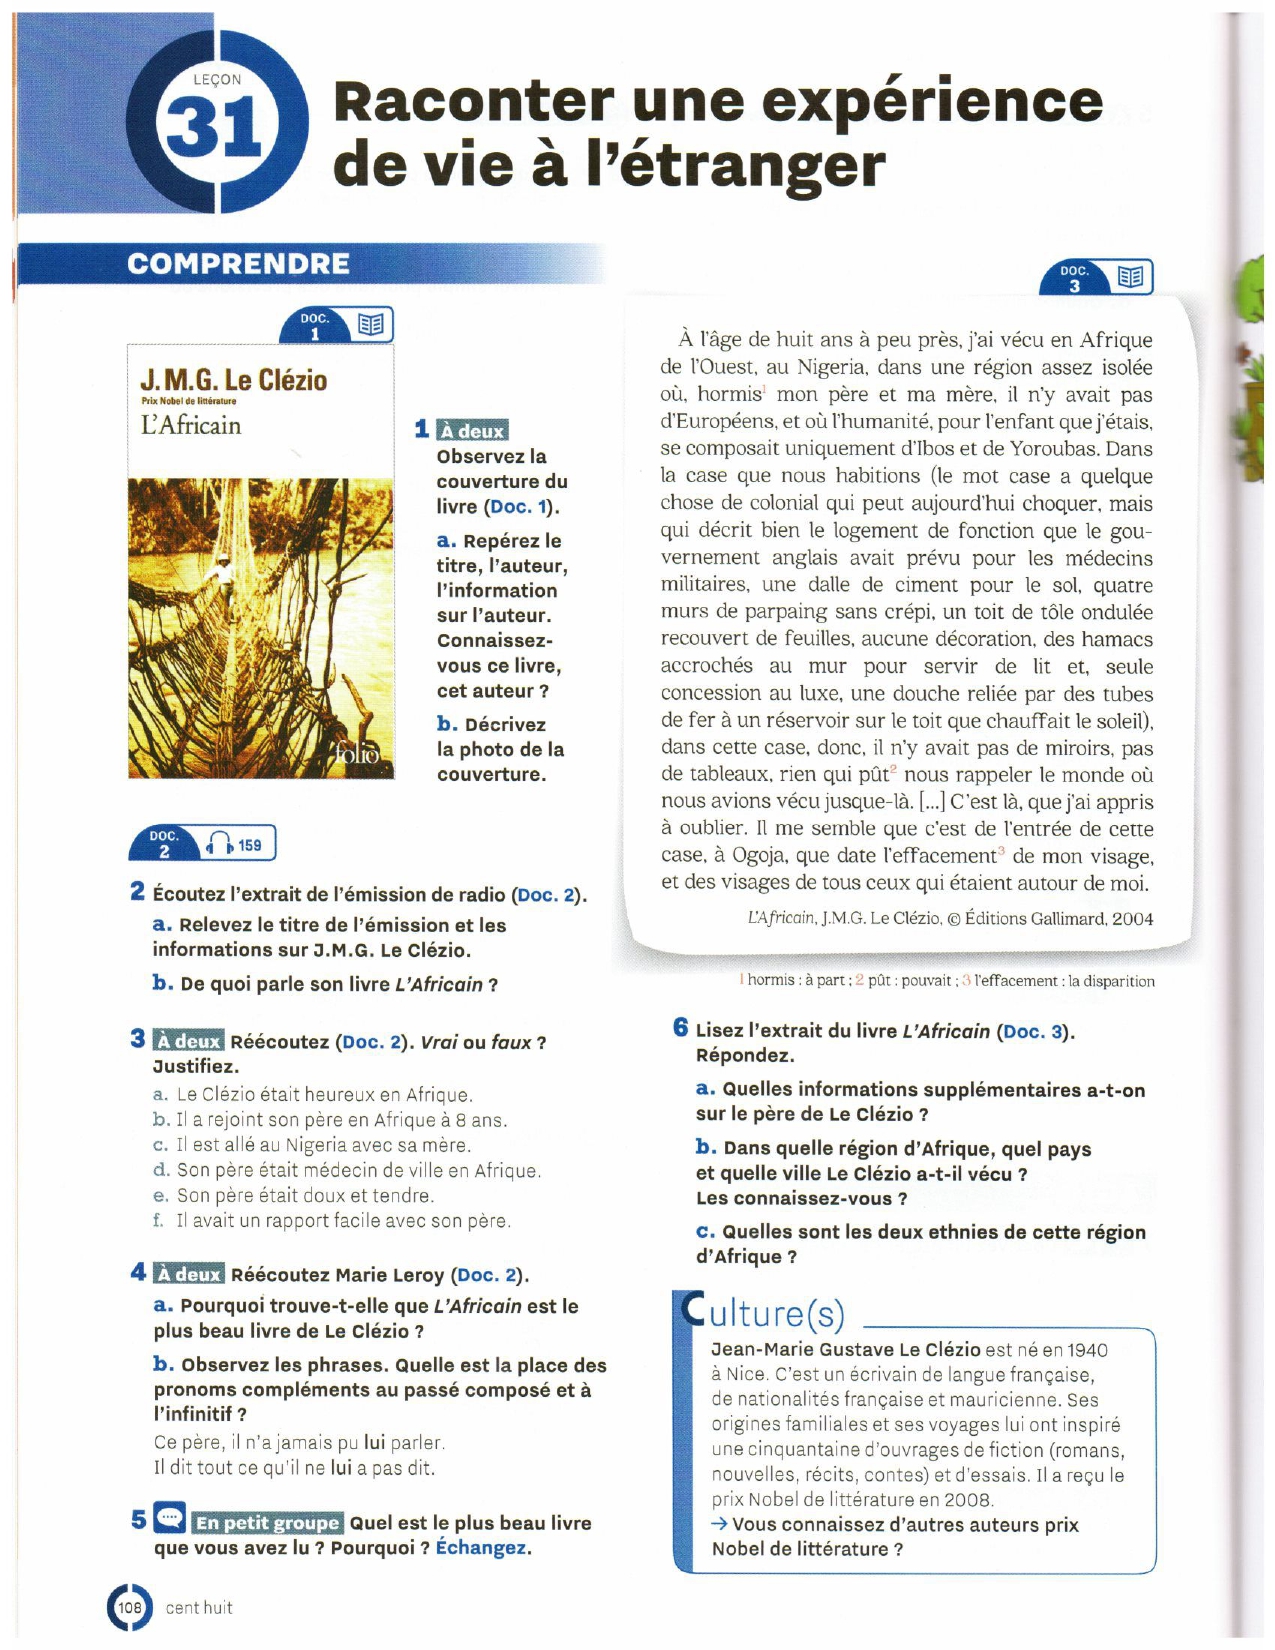 LEÇON
31
Raconter une expérience
de vie à l'étranger
COMPRENDRE
DOC.
1
J.M.G. Le Clézio
Prix Nobel de littérature
L'Africain
folio
1 À deux
Observez la
couverture du
livre (Doc. 1).
a. Repérez le
titre, l'auteur,
l'information
sur l'auteur.
Connaissez-
vous ce livre,
cet auteur ?
b. Décrivez
la photo de la
couverture.
DOC.
2
159
2 Écoutez l'extrait de l'émission de radio (Doc. 2).
a. Relevez le titre de l'émission et les
informations sur J.M.G. Le Clézio.
b. De quoi parle son livre L'Africain ?
3 À deux Réécoutez (Doc. 2). Vrai ou faux ?
Justifiez.
a. Le Clézio était heureux en Afrique.
b. Il a rejoint son père en Afrique à 8 ans.
c. Il est allé au Nigeria avec sa mère.
d. Son père était médecin de ville en Afrique.
e. Son père était doux et tendre.
f. Il avait un rapport facile avec son père.
4 À deux Réécoutez Marie Leroy (Doc. 2).
a. Pourquoi trouve-t-elle que L'Africain est le
plus beau livre de Le Clézio ?
b. Observez les phrases. Quelle est la place des
pronoms compléments au passé composé et à
l'infinitif ?
Ce père, il n'a jamais pu lui parler.
Il dit tout ce qu'il ne lui a pas dit.
5 En petit groupe Quel est le plus beau livre
que vous avez lu ? Pourquoi ? Échangez.
DOC.
3
À l'âge de huit ans à peu près, j'ai vécu en Afrique
de l'Ouest, au Nigeria, dans une région assez isolée
où, hormis1 mon père et ma mère, il n'y avait pas
d'Européens, et où l'humanité, pour l'enfant que j'étais,
se composait uniquement d'Ibos et de Yoroubas. Dans
la case que nous habitions (le mot case a quelque
chose de colonial qui peut aujourd'hui choquer, mais
qui décrit bien le logement de fonction que le gou-
vernement anglais avait prévu pour les médecins
militaires, une dalle de ciment pour le sol, quatre
murs de parpaing sans crépi, un toit de tôle ondulée
recouvert de feuilles, aucune décoration, des hamacs
accrochés au mur pour servir de lit et, seule
concession au luxe, une douche reliée par des tubes
de fer à un réservoir sur le toit que chauffait le soleil),
dans cette case, donc, il n'y avait pas de miroirs, pas
de tableaux, rien qui pût2 nous rappeler le monde où
nous avions vécu jusque-là. [...] C'est là, que j'ai appris
à oublier. Il me semble que c'est de l'entrée de cette
case, à Ogoja, que date l'effacement3 de mon visage,
et des visages de tous ceux qui étaient autour de moi.
L'Africain, J.M.G. Le Clézio, © Éditions Gallimard, 2004
1 hormis : à part ; 2 pût : pouvait ; 3 l'effacement : la disparition
6 Lisez l'extrait du livre L'Africain (Doc. 3).
Répondez.
a. Quelles informations supplémentaires a-t-on
sur le père de Le Clézio ?
b. Dans quelle région d'Afrique, quel pays
et quelle ville Le Clézio a-t-il vécu ?
Les connaissez-vous ?
c. Quelles sont les deux ethnies de cette région
d'Afrique ?
Culture(s)
Jean-Marie Gustave Le Clézio est né en 1940
à Nice. C'est un écrivain de langue française,
de nationalités française et mauricienne. Ses
origines familiales et ses voyages lui ont inspiré
une cinquantaine d'ouvrages de fiction (romans,
nouvelles, récits, contes) et d'essais. Il a reçu le
prix Nobel de littérature en 2008.
→ Vous connaissez d'autres auteurs prix
Nobel de littérature ?
108 cent huit